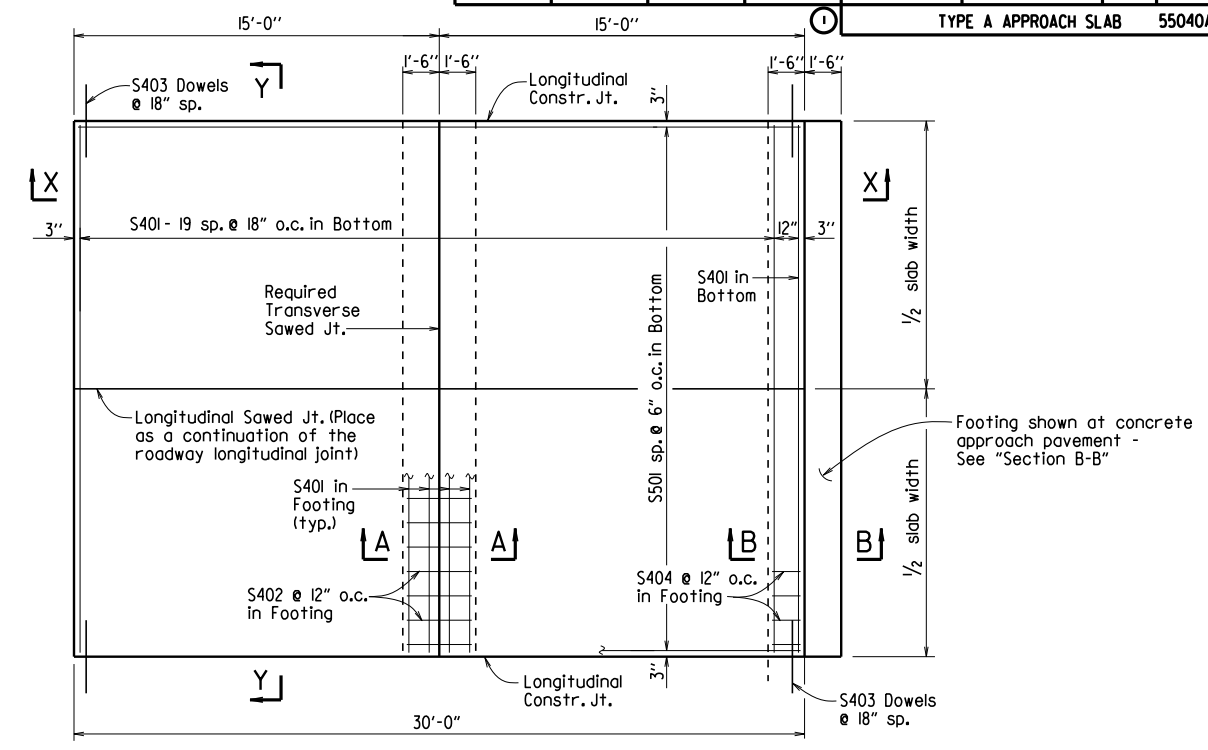 1
TYPE A APPROACH SLAB 55040A
15'-0" 15'-0"
1'-6" 1'-6" 1'-6" 1'-6"
S403 Dowels
@ 18" sp.
Y
Longitudinal
Constr. Jt.
3"
X X
3" S401 - 19 sp. @ 18" o.c. in Bottom 12" 3"
S401 in
Bottom
Required
Transverse
Sawed Jt.
S501 sp. @ 6" o.c. in Bottom
1/2 slab width
Longitudinal Sawed Jt. (Place
as a continuation of the
roadway longitudinal joint)
Footing shown at concrete
approach pavement -
See "Section B-B"
S401 in
Footing
(typ.)
A A B B
1/2 slab width
S402 @ 12" o.c.
in Footing
S404 @ 12" o.c.
in Footing
Y
Longitudinal
Constr. Jt.
3"
S403 Dowels
@ 18" sp.
30'-0"